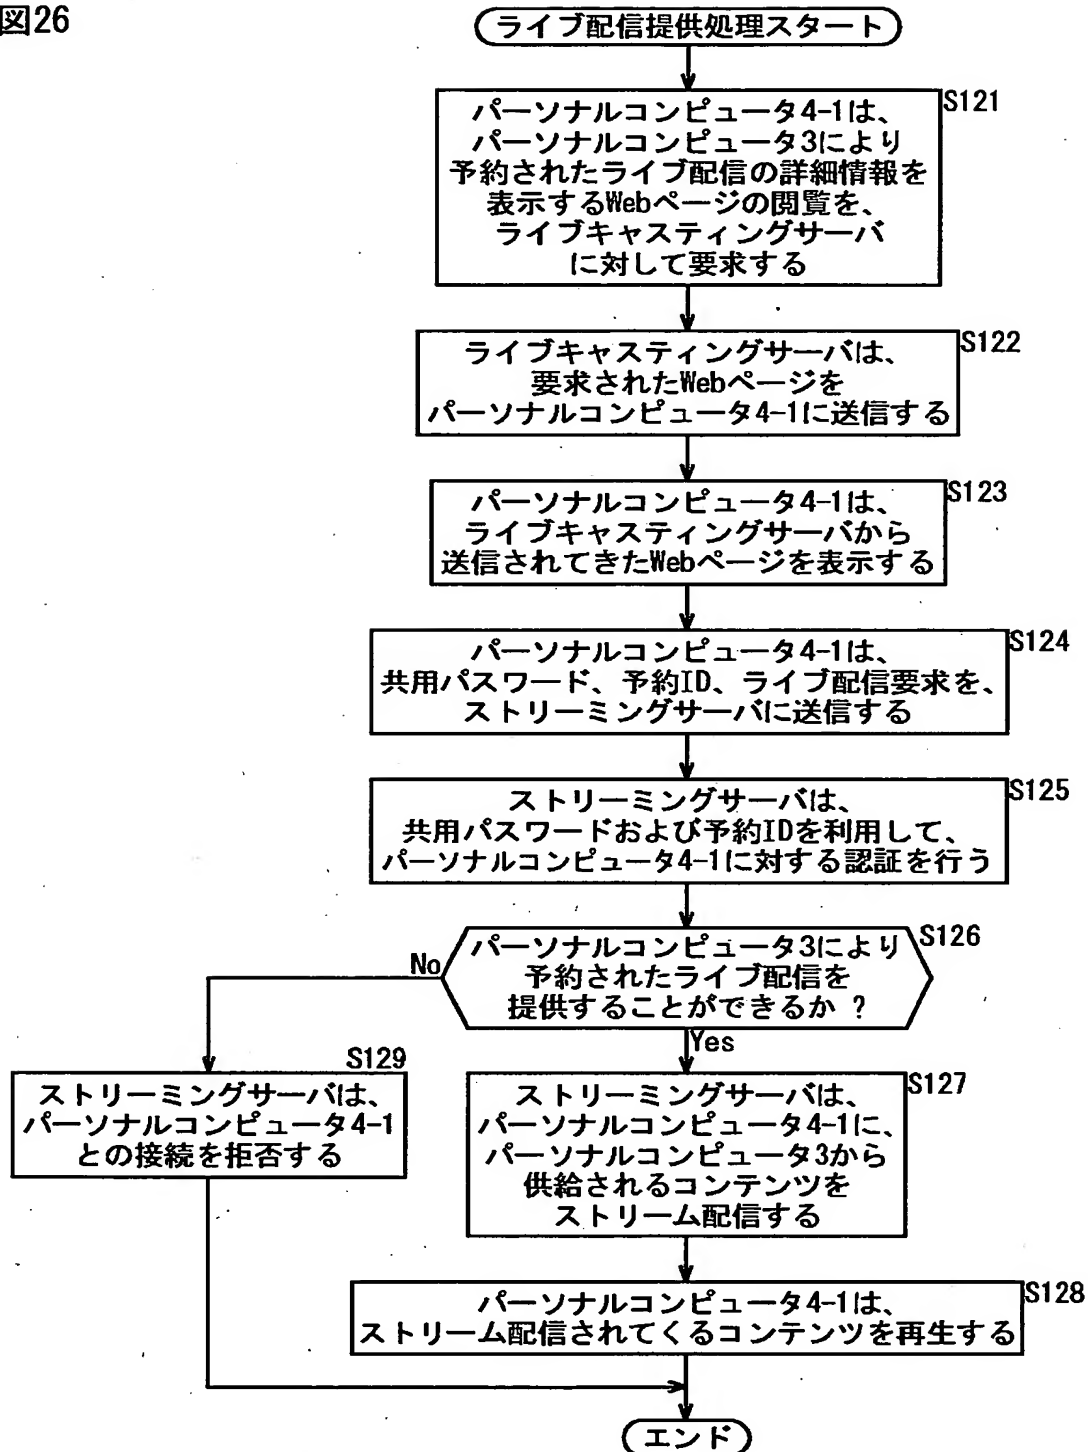 図26
ライブ配信提供処理スタート
S121
パーソナルコンピュータ4-1は、
パーソナルコンピュータ3により
予約されたライブ配信の詳細情報を
表示するWebページの閲覧を、
ライブキャスティングサーバ
に対して要求する
S122
ライブキャスティングサーバは、
要求されたWebページを
パーソナルコンピュータ4-1に送信する
S123
パーソナルコンピュータ4-1は、
ライブキャスティングサーバから
送信されてきたWebページを表示する
S124
パーソナルコンピュータ4-1は、
共用パスワード、予約ID、ライブ配信要求を、
ストリーミングサーバに送信する
S125
ストリーミングサーバは、
共用パスワードおよび予約IDを利用して、
パーソナルコンピュータ4-1に対する認証を行う
S126
パーソナルコンピュータ3により
予約されたライブ配信を
提供することができるか ?
No
Yes
S129
ストリーミングサーバは、
パーソナルコンピュータ4-1
との接続を拒否する
S127
ストリーミングサーバは、
パーソナルコンピュータ4-1に、
パーソナルコンピュータ3から
供給されるコンテンツを
ストリーム配信する
S128
パーソナルコンピュータ4-1は、
ストリーム配信されてくるコンテンツを再生する
エンド